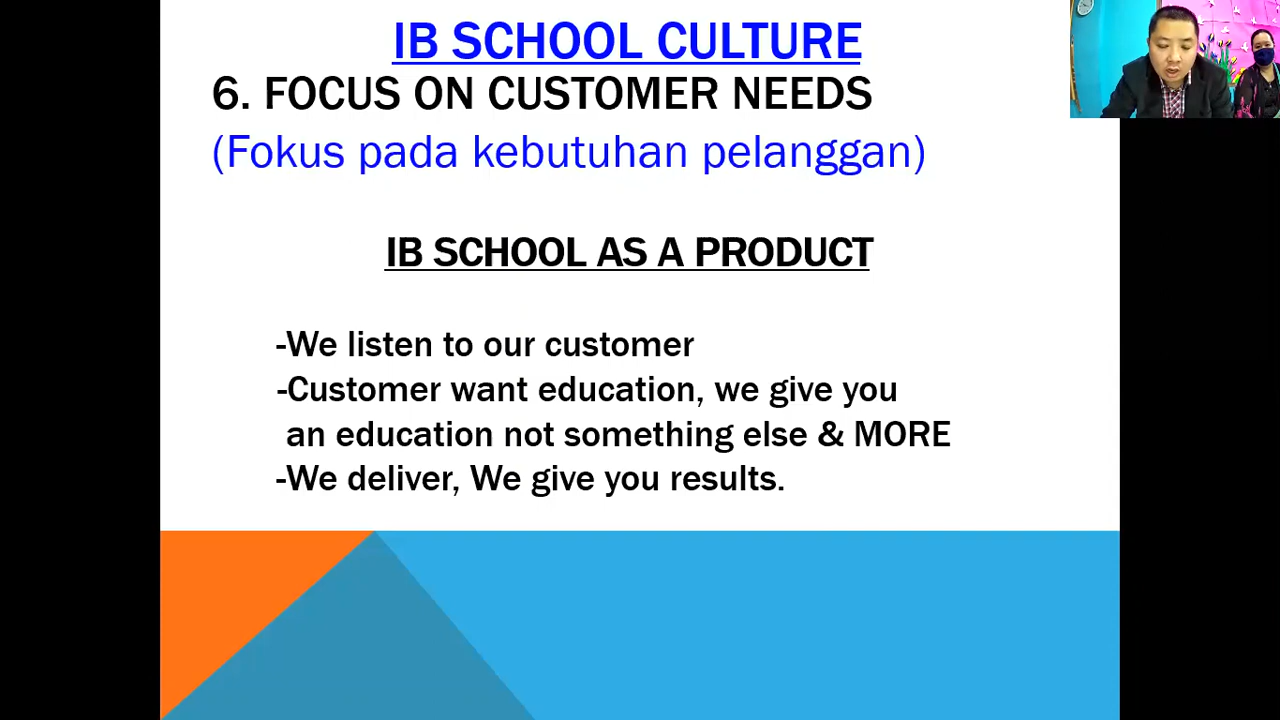 IB SCHOOL CULTURE
6. FOCUS ON CUSTOMER NEEDS
(Fokus pada kebutuhan pelanggan)
IB SCHOOL AS A PRODUCT
-We listen to our customer
-Customer want education, we give you
an education not something else & MORE
-We deliver, We give you results.